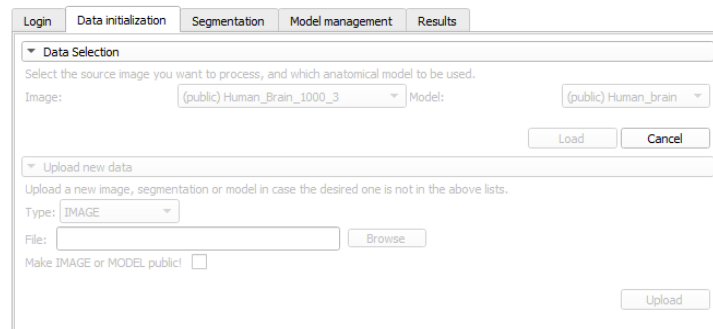 Login Data initialization Segmentation Model management Results
Data Selection
Select the source image you want to process, and which anatomical model to be used.
Image: (public) Human_Brain_1000_3 Model: (public) Human_brain
Load Cancel
Upload new data
Upload a new image, segmentation or model in case the desired one is not in the above lists.
Type: IMAGE
File: Browse
Make IMAGE or MODEL public!
Upload